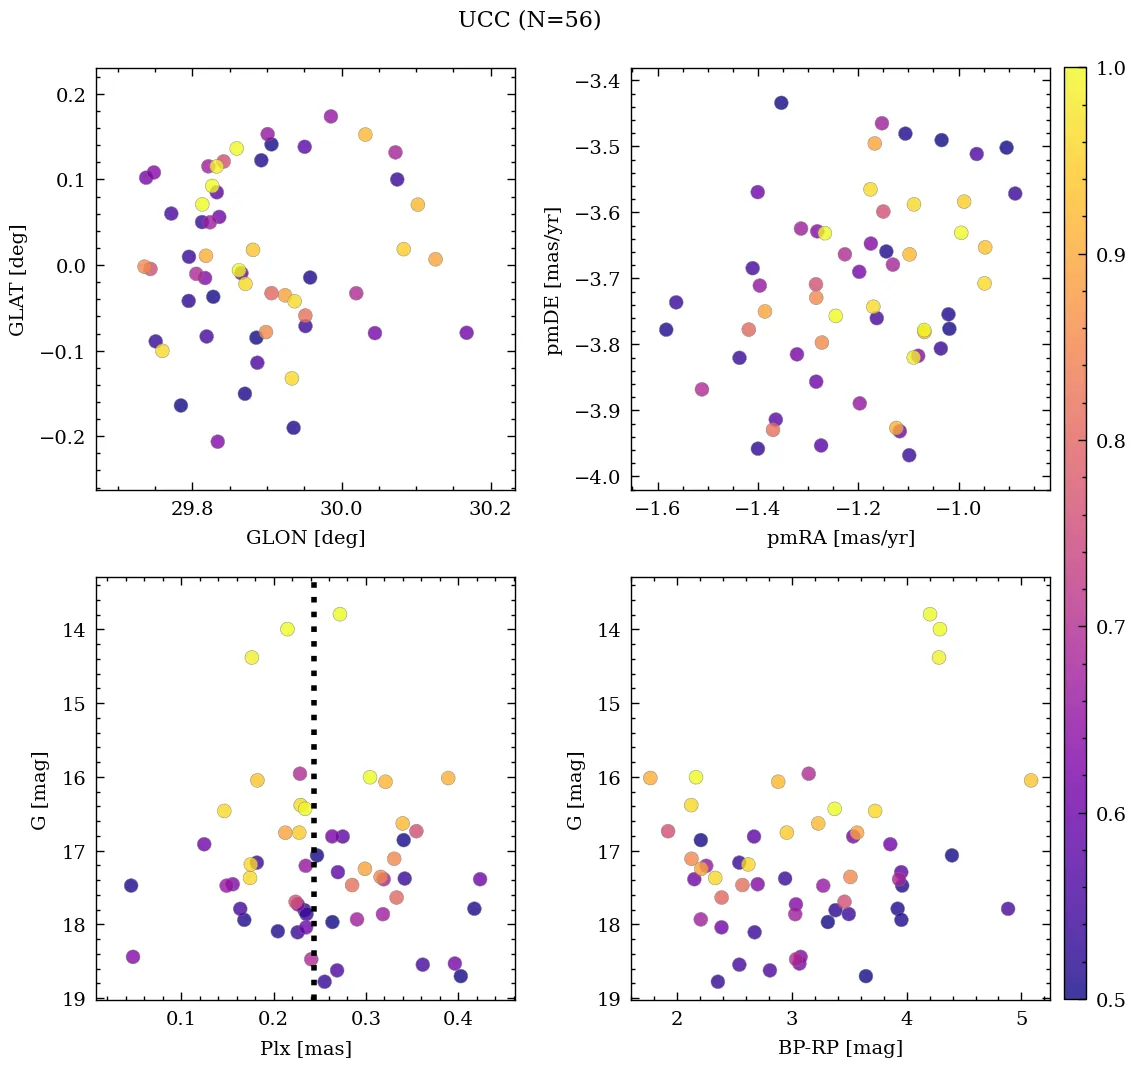 UCC (N=56)
0.2
0.1
0.0
−0.1
−0.2
GLAT [deg]
29.8 30.0 30.2
GLON [deg]
−3.4
−3.5
−3.6
−3.7
−3.8
−3.9
−4.0
pmDE [mas/yr]
−1.6 −1.4 −1.2 −1.0
pmRA [mas/yr]
14
15
16
17
18
19
G [mag]
0.1 0.2 0.3 0.4
Plx [mas]
14
15
16
17
18
19
G [mag]
2 3 4 5
BP-RP [mag]
1.0
0.9
0.8
0.7
0.6
0.5